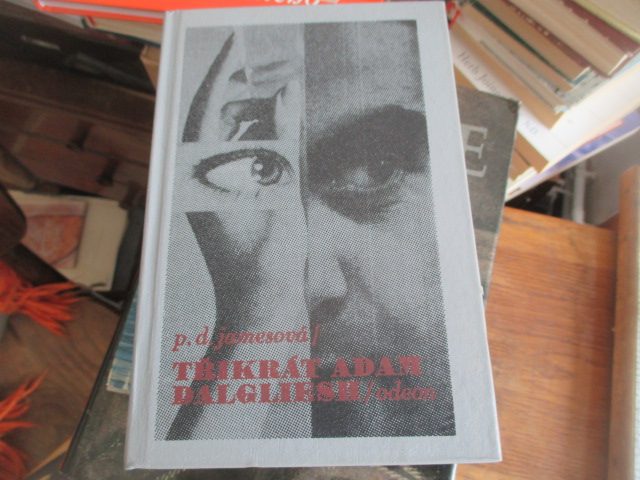 p. d. jamesová /
TŘIKRÁT ADAM
DALGLIESH / odeon